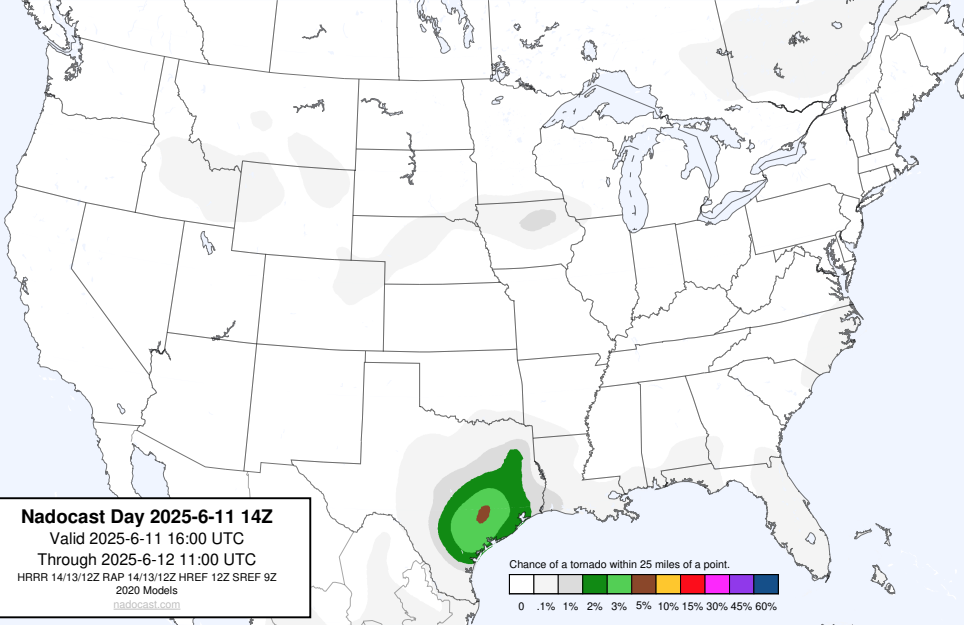 Nadocast Day 2025-6-11 14Z
Valid 2025-6-11 16:00 UTC
Through 2025-6-12 11:00 UTC
HRRR 14/13/12Z RAP 14/13/12Z HREF 12Z SREF 9Z
2020 Models
nadocast.com
Chance of a tornado within 25 miles of a point.
0 .1% 1% 2% 3% 5% 10% 15% 30% 45% 60%